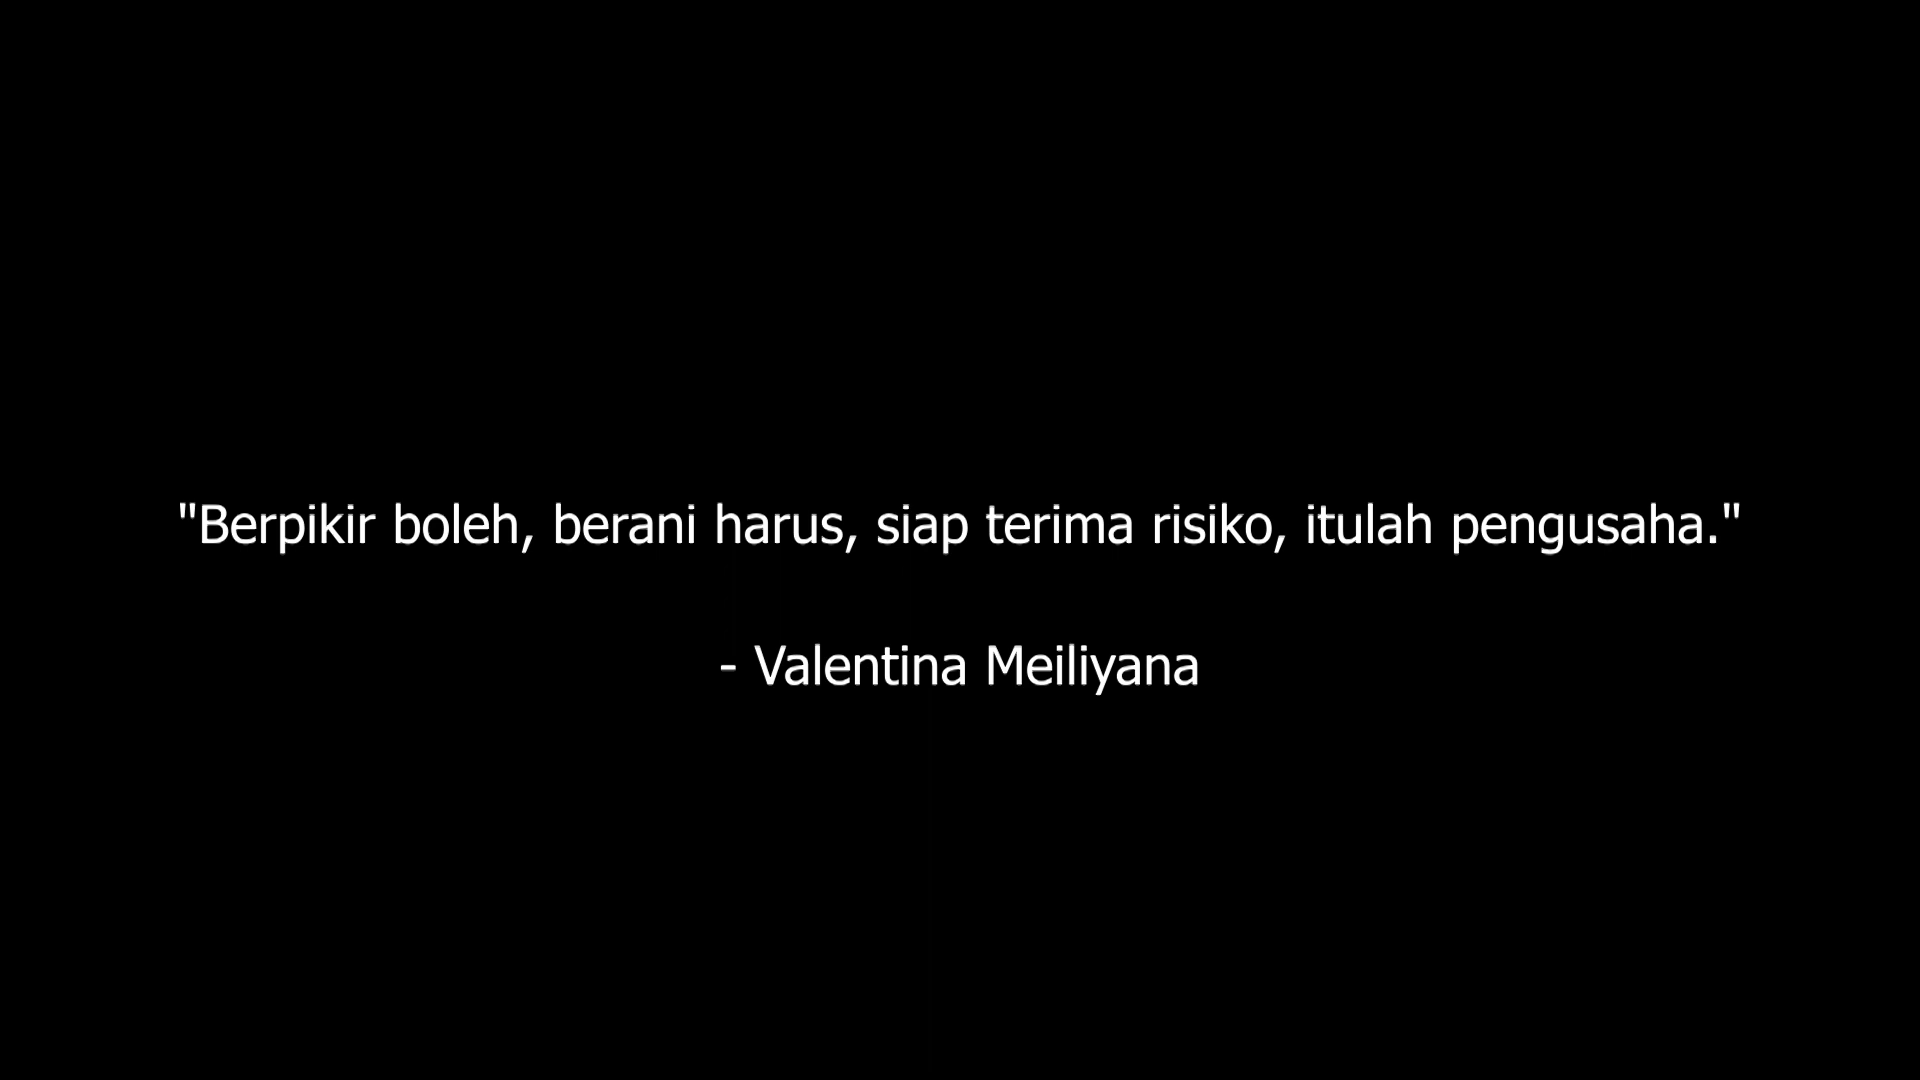 "Berpikir boleh, berani harus, siap terima risiko, itulah pengusaha."
- Valentina Meiliyana